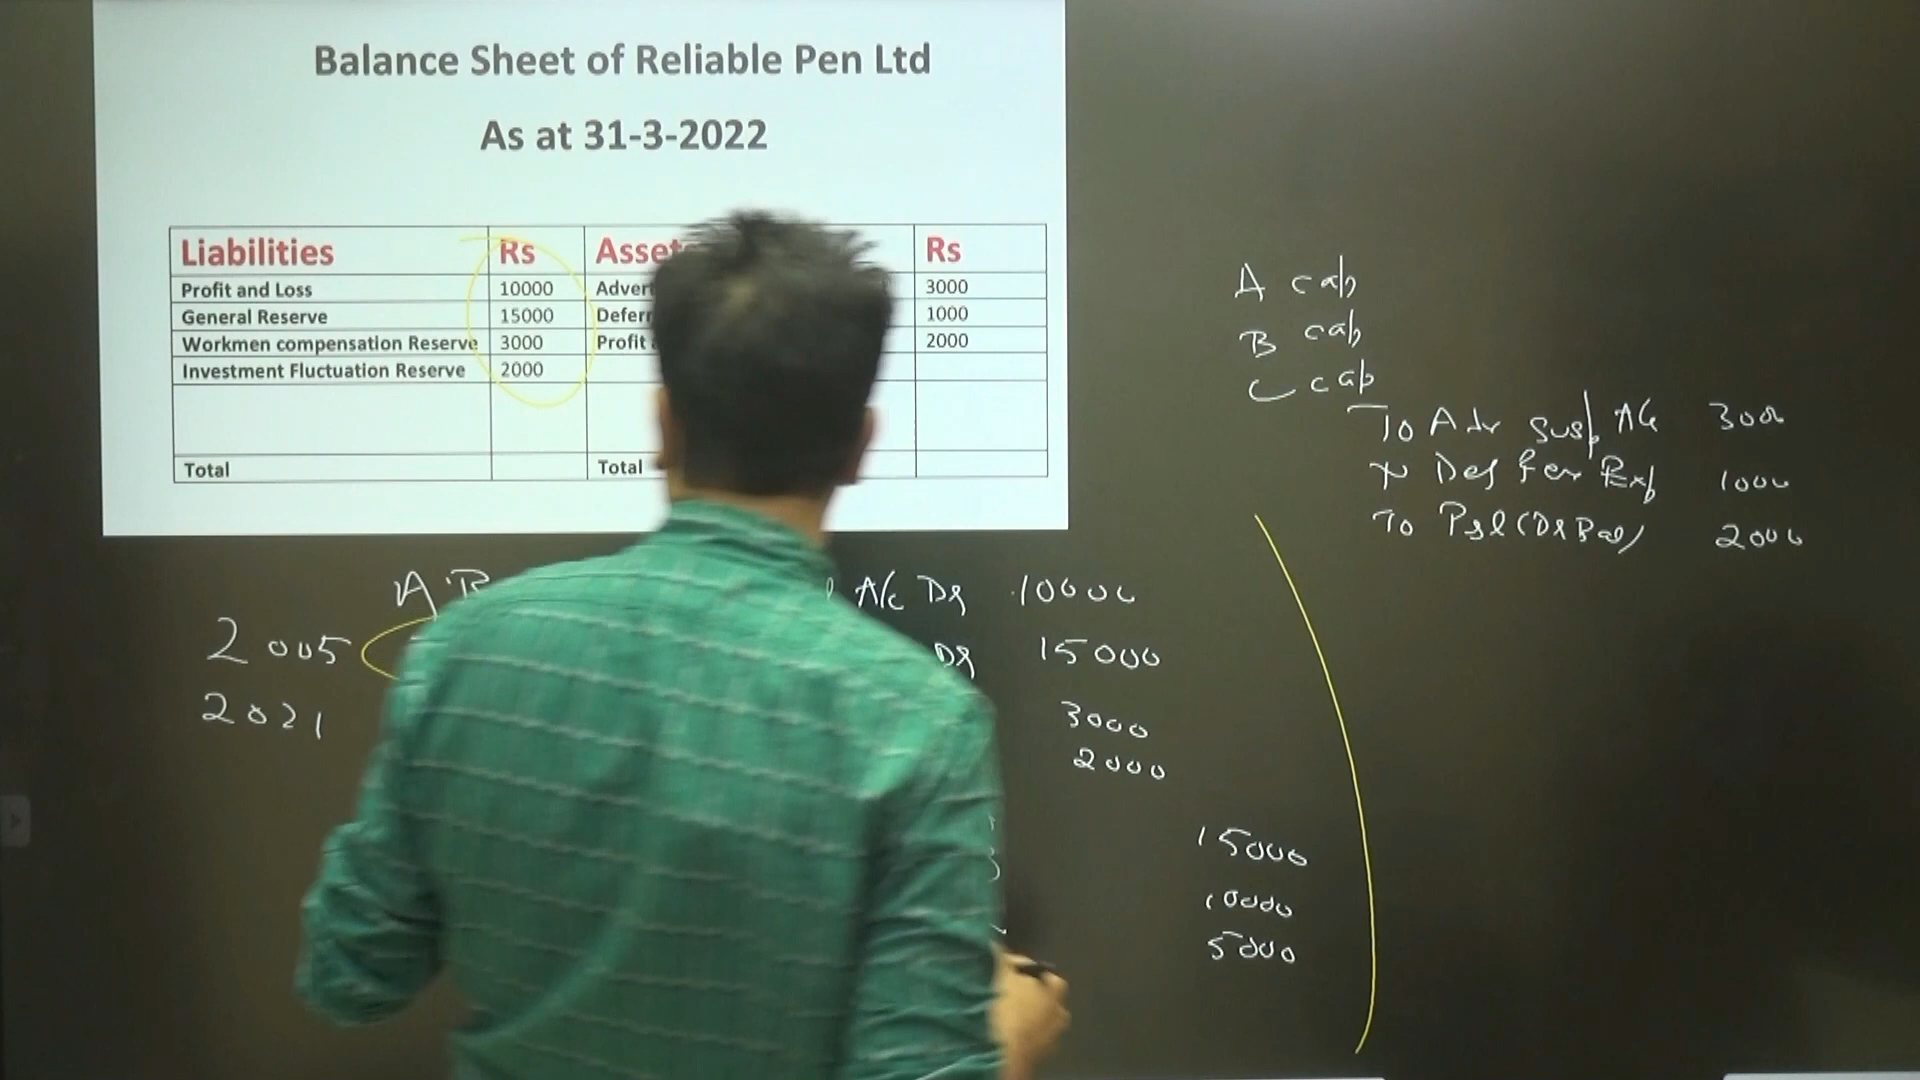 Balance Sheet of Reliable Pen Ltd
As at 31-3-2022
Liabilities Rs Rs
Profit and Loss 10000 3000
General Reserve 15000 1000
Workmen compensation Reserve 3000 Profit 2000
Investment Fluctuation Reserve 2000
Total Total
A cap
B cap
C cap
To Adv Susp A/c 3000
To Def Rev Exp 1000
To P&L (Dr Bal) 2000
A B A/c Dr 10000
2005 Dr 15000
2021 3000
2000
15000
10000
5000